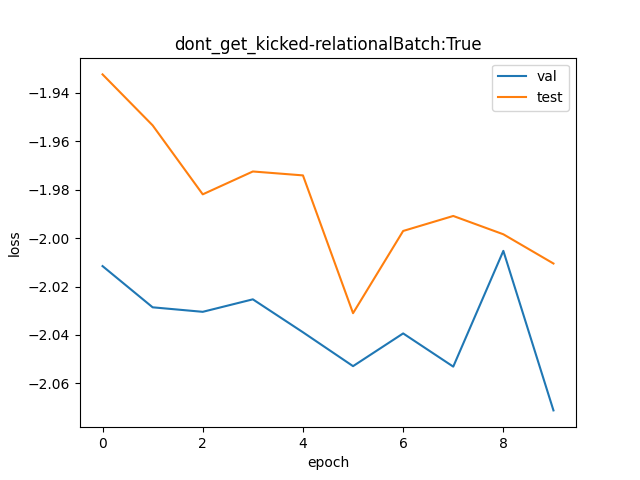 dont_get_kicked-relationalBatch:True
val
test
−1.94
−1.96
−1.98
−2.00
−2.02
−2.04
−2.06
loss
0
2
4
6
8
epoch